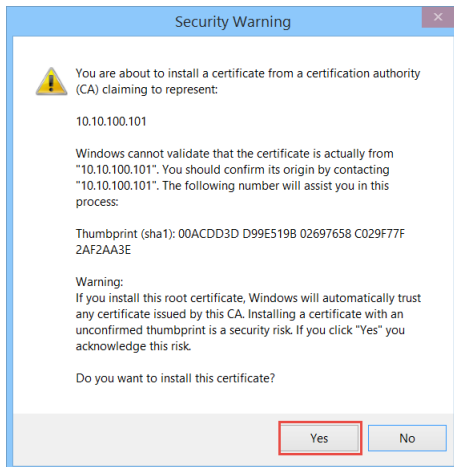 Security Warning
You are about to install a certificate from a certification authority
(CA) claiming to represent:
10.10.100.101
Windows cannot validate that the certificate is actually from
"10.10.100.101". You should confirm its origin by contacting
"10.10.100.101". The following number will assist you in this
process:
Thumbprint (sha1): 00ACDD3D D99E519B 02697658 C029F77F
2AF2AA3E
Warning:
If you install this root certificate, Windows will automatically trust
any certificate issued by this CA. Installing a certificate with an
unconfirmed thumbprint is a security risk. If you click "Yes" you
acknowledge this risk.
Do you want to install this certificate?
Yes
No